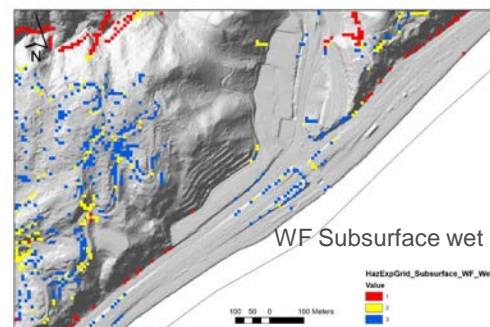 N
WF Subsurface wet
HazExpGrid_Subsurface_WF_We
Value
1
2
3
100 50 0 100 Meters